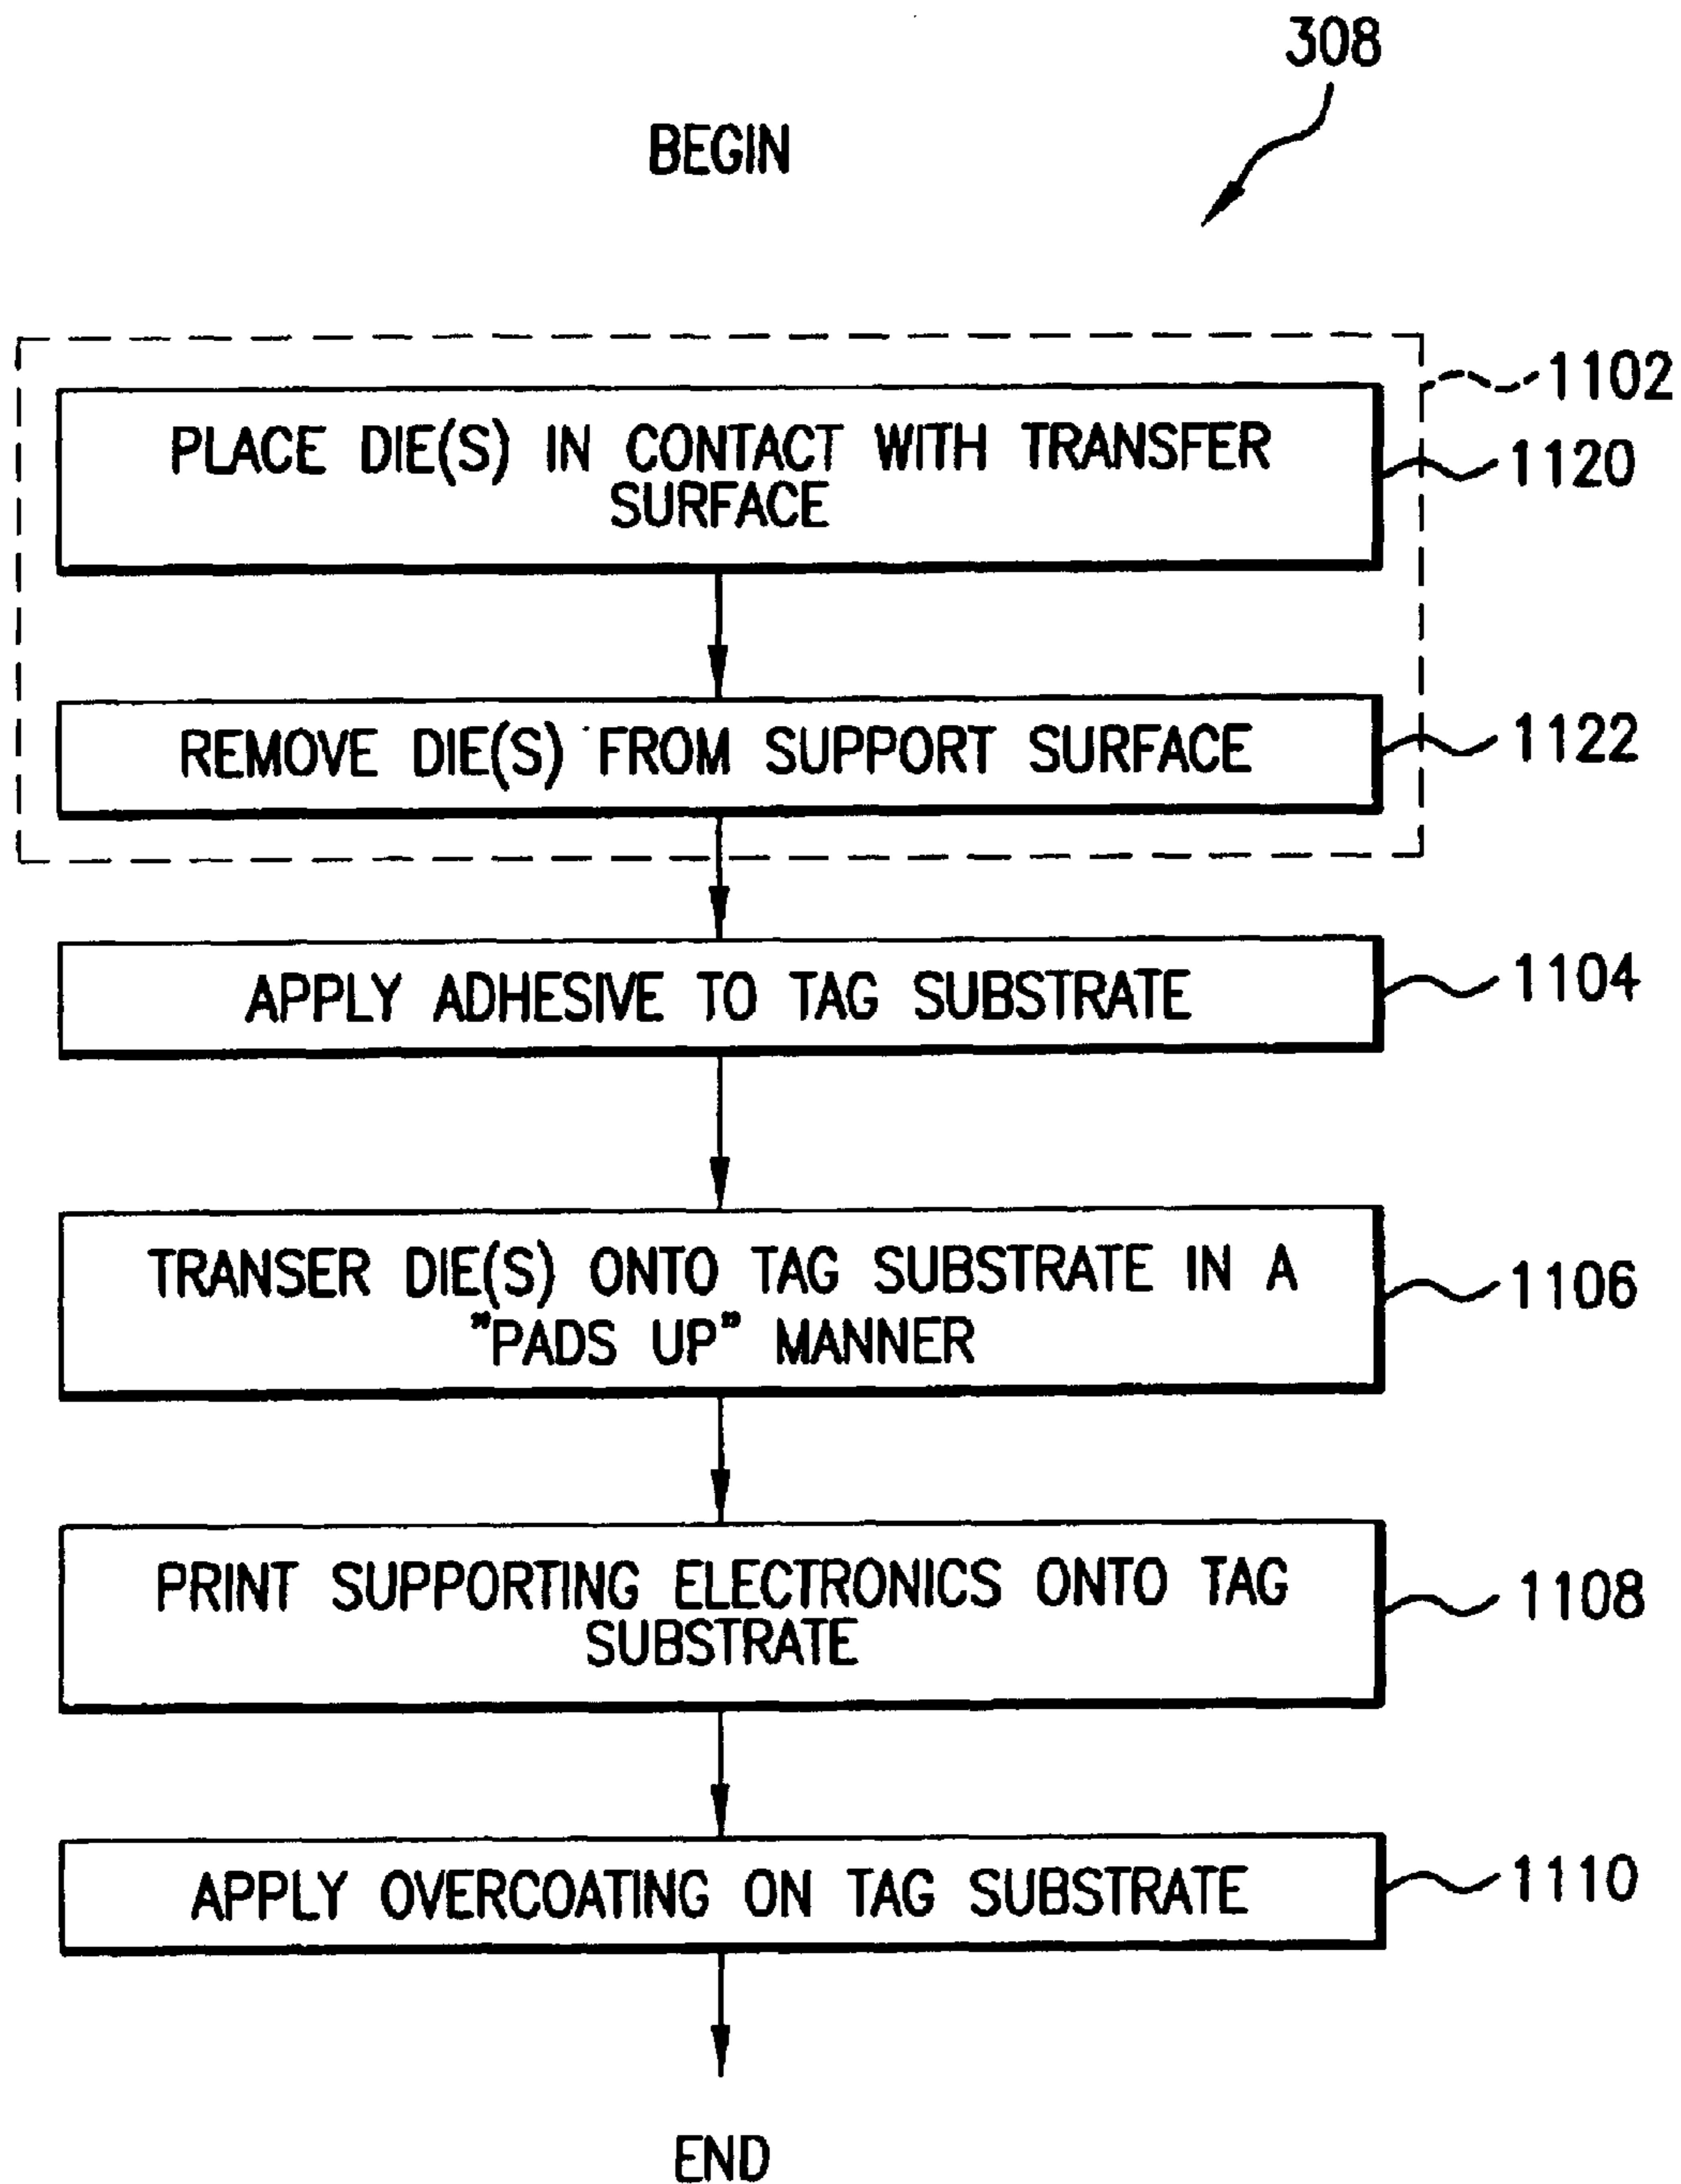 308
BEGIN
1102
PLACE DIE(S) IN CONTACT WITH TRANSFER
SURFACE
1120
REMOVE DIE(S) FROM SUPPORT SURFACE
1122
APPLY ADHESIVE TO TAG SUBSTRATE
1104
TRANSER DIE(S) ONTO TAG SUBSTRATE IN A
"PADS UP" MANNER
1106
PRINT SUPPORTING ELECTRONICS ONTO TAG
SUBSTRATE
1108
APPLY OVERCOATING ON TAG SUBSTRATE
1110
END